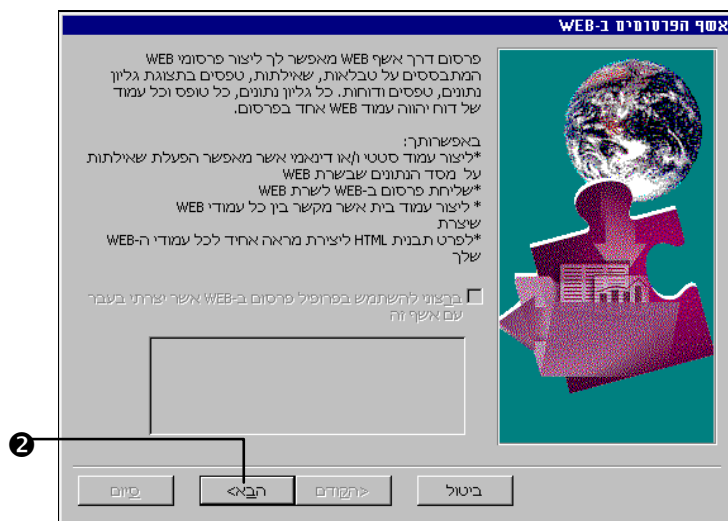 אשף הפרסומים ב-WEB
פרסום דרך אשף WEB מאפשר לך ליצור פרסומי WEB
המתבססים על טבלאות, שאילתות, טפסים בתצוגת גליון
נתונים, טפסים ודוחות. כל גליון נתונים, כל טופס וכל עמוד
של דוח יהווה עמוד WEB אחד בפרסום.
באפשרותך:
*ליצור עמוד סטטי ו/או דינאמי אשר מאפשר הפעלת שאילתות
על מסד הנתונים שבשרת WEB
*שליחת פרסום ב-WEB לשרת WEB
* ליצור עמוד בית אשר מקשר בין כל עמודי WEB
שיצרת
*לפרט תבנית HTML ליצירת מראה אחיד לכל עמודי ה-WEB
שלך
ברצוני להשתמש בפרופיל פרסום ב-WEB אשר יצרתי בעבר
עם אשף זה
❷
ביטול
<הקודם
הבא>
סיום